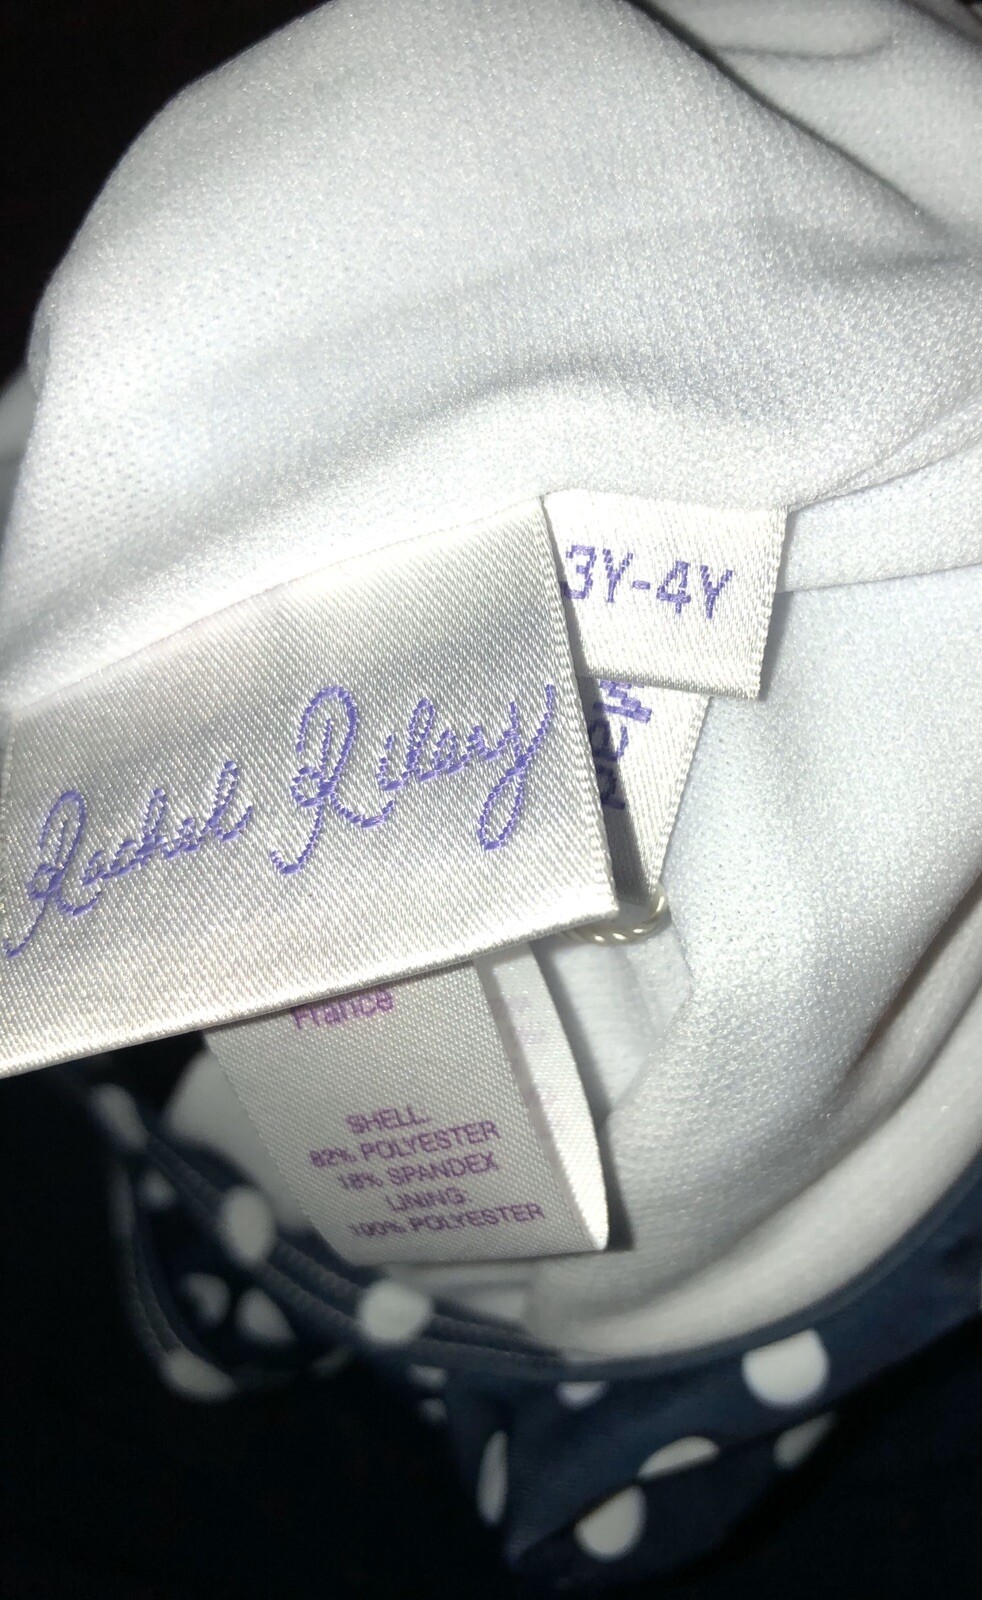 3Y-4Y
Rachel Riley
France
SHELL:
82% POLYESTER
18% SPANDEX
LINING:
100% POLYESTER